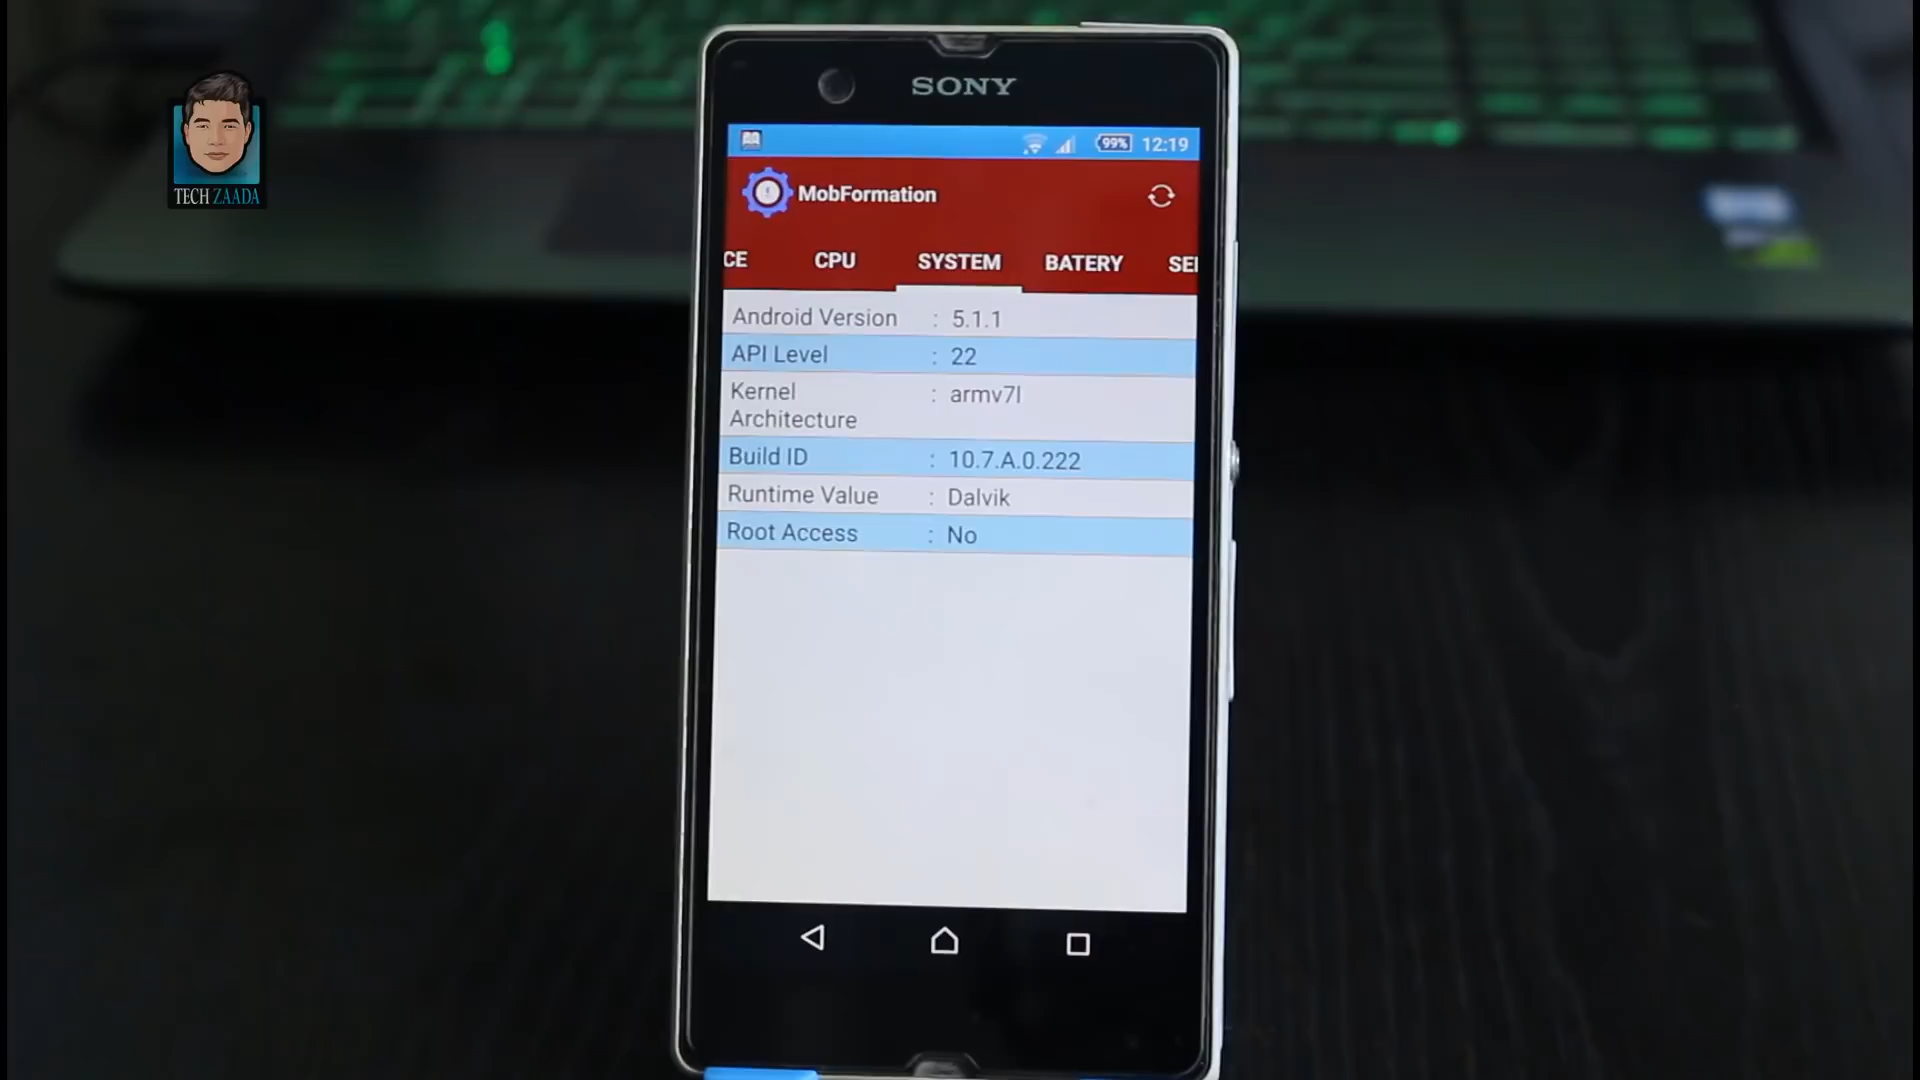 SONY
TECH ZAADA
99% 12:19
MobFormation
CE CPU SYSTEM BATERY SE
Android Version : 5.1.1
API Level : 22
Kernel : armv7l
Architecture
Build ID : 10.7.A.0.222
Runtime Value : Dalvik
Root Access : No